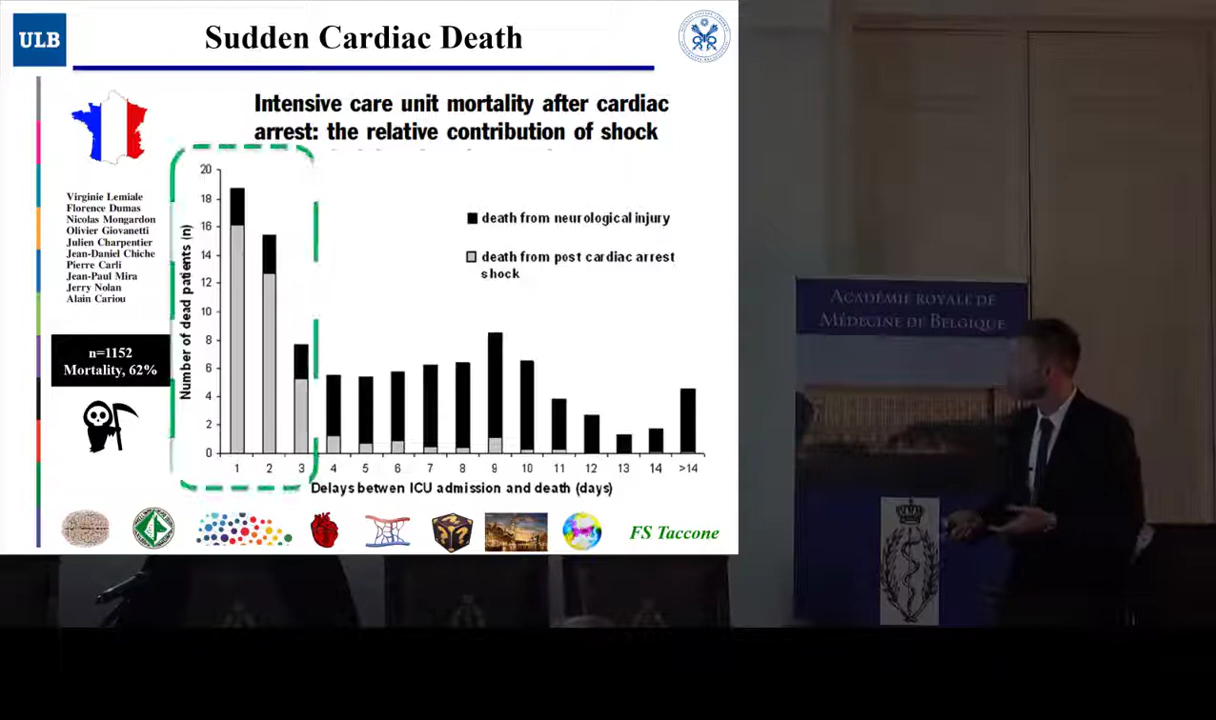 ULB
Sudden Cardiac Death
Intensive care unit mortality after cardiac
arrest: the relative contribution of shock
Virginie Lemiale
Florence Dumas
Nicolas Mongardon
Olivier Giovanetti
Julien Charpentier
Jean-Daniel Chiche
Pierre Carli
Jean-Paul Mira
Jerry Nolan
Alain Cariou
n=1152
Mortality, 62%
Number of dead patients (n)
20
18
16
14
12
10
8
6
4
2
0
death from neurological injury
death from post cardiac arrest
shock
1 2 3 4 5 6 7 8 9 10 11 12 13 14 >14
Delays betwen ICU admission and death (days)
FS Taccone
ACADÉMIE ROYALE DE
MÉDECINE DE BELGIQUE